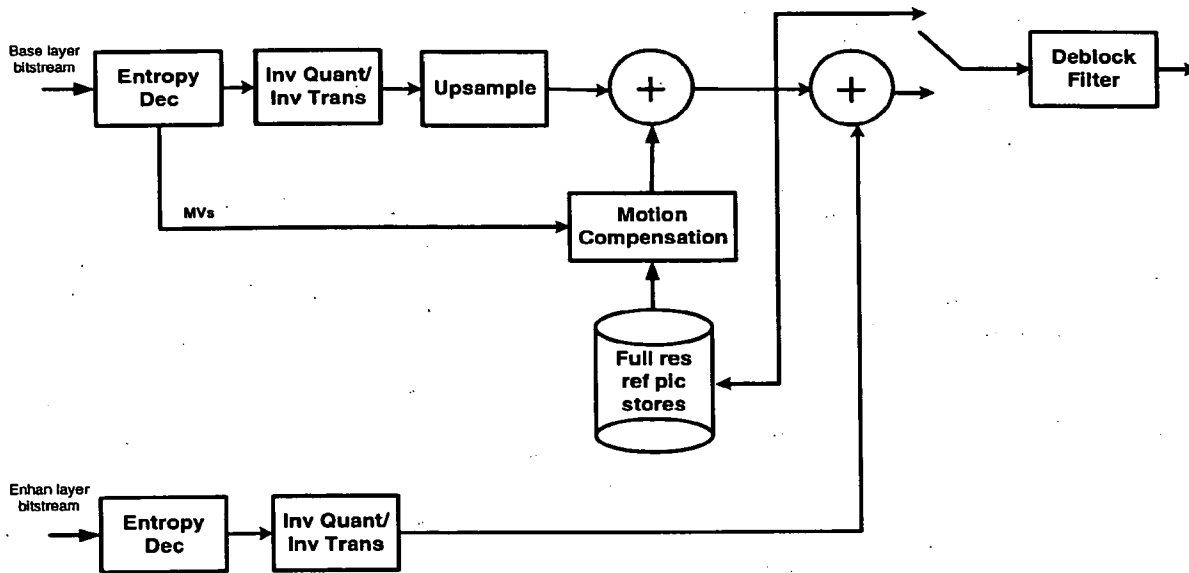 Base layer
bitstream
Entropy
Dec
Inv Quant/
Inv Trans
Upsample
+
+
Deblock
Filter
MVs
Motion
Compensation
Full res
ref pic
stores
Enhan layer
bitstream
Entropy
Dec
Inv Quant/
Inv Trans